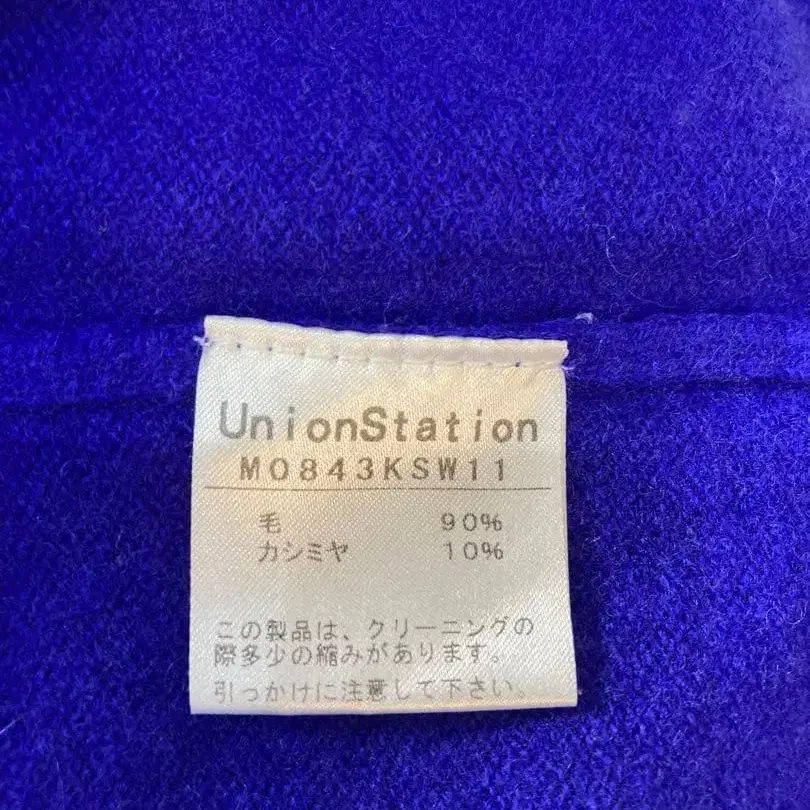 UnionStation
M0843KSW11
毛 90%
カシミヤ 10%
この製品は、クリーニングの
際多少の縮みがあります。
引っかけに注意して下さい。